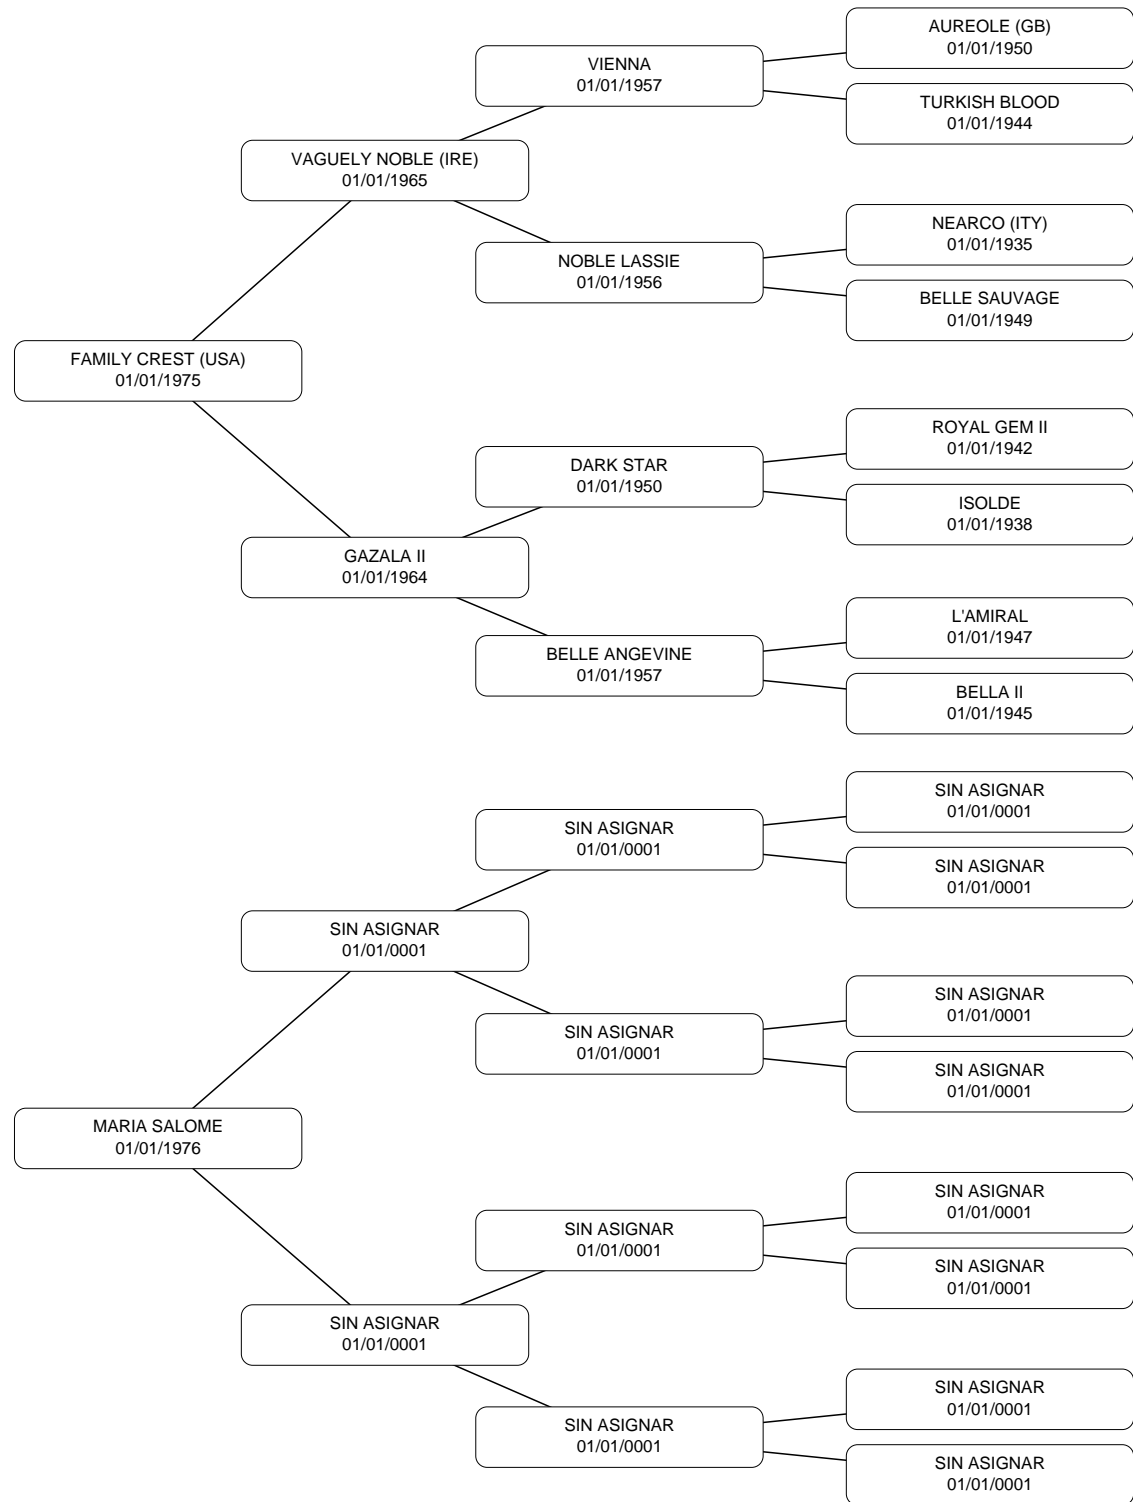 AUREOLE (GB)
01/01/1950
VIENNA
01/01/1957
TURKISH BLOOD
01/01/1944
VAGUELY NOBLE (IRE)
01/01/1965
NEARCO (ITY)
01/01/1935
NOBLE LASSIE
01/01/1956
BELLE SAUVAGE
01/01/1949
FAMILY CREST (USA)
01/01/1975
ROYAL GEM II
01/01/1942
DARK STAR
01/01/1950
ISOLDE
01/01/1938
GAZALA II
01/01/1964
L'AMIRAL
01/01/1947
BELLE ANGEVINE
01/01/1957
BELLA II
01/01/1945
SIN ASIGNAR
01/01/0001
SIN ASIGNAR
01/01/0001
SIN ASIGNAR
01/01/0001
SIN ASIGNAR
01/01/0001
SIN ASIGNAR
01/01/0001
SIN ASIGNAR
01/01/0001
SIN ASIGNAR
01/01/0001
MARIA SALOME
01/01/1976
SIN ASIGNAR
01/01/0001
SIN ASIGNAR
01/01/0001
SIN ASIGNAR
01/01/0001
SIN ASIGNAR
01/01/0001
SIN ASIGNAR
01/01/0001
SIN ASIGNAR
01/01/0001
SIN ASIGNAR
01/01/0001